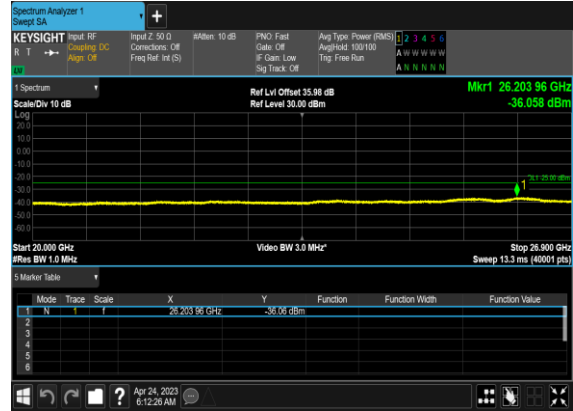 Spectrum Analyzer 1
Swept SA
+
KEYSIGHT Input: RF Input Z: 50 Ω #Atten: 10 dB PNO: Fast Avg Type: Power (RMS) 1 2 3 4 5 6
R T Coupling: DC Corrections: Off Gate: Off Avg|Hold: 100/100 A W W W W W
Align: Off Freq Ref: Int (S) IF Gain: Low Trig: Free Run
Sig Track: Off A N N N N N
LM
1 Spectrum Ref Lvl Offset 35.98 dB Mkr1 26.203 96 GHz
Scale/Div 10 dB Ref Level 30.00 dBm -36.058 dBm
Log
20.0
10.0
0.00
-10.0
-20.0
DL1 -25.00 dBm
1
-30.0
-40.0
-50.0
-60.0
Start 20.000 GHz Video BW 3.0 MHz* Stop 26.900 GHz
#Res BW 1.0 MHz Sweep 13.3 ms (40001 pts)
5 Marker Table
Mode Trace Scale X Y Function Function Width Function Value
1 N 1 f 26.203 96 GHz -36.06 dBm
2
3
4
5
6
? Apr 24, 2023
6:12:26 AM